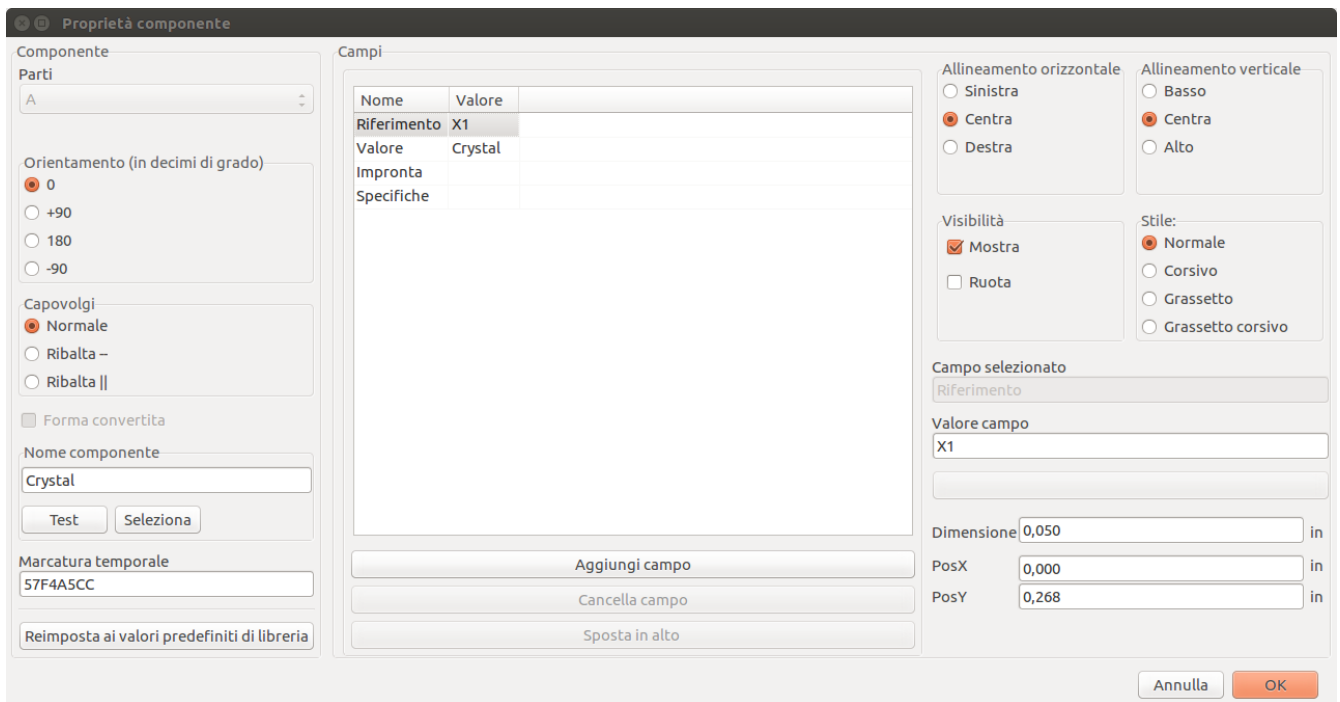 Proprietà componente
Componente
Parti
A
Orientamento (in decimi di grado)
0
+90
180
-90
Capovolgi
Normale
Ribalta --
Ribalta ||
Forma convertita
Nome componente
Crystal
Test Seleziona
Marcatura temporale
57F4A5CC
Reimposta ai valori predefiniti di libreria
Campi
Nome Valore
Riferimento X1
Valore Crystal
Impronta
Specifiche
Aggiungi campo
Cancella campo
Sposta in alto
Allineamento orizzontale
Sinistra
Centra
Destra
Allineamento verticale
Basso
Centra
Alto
Visibilità
Mostra
Ruota
Stile:
Normale
Corsivo
Grassetto
Grassetto corsivo
Campo selezionato
Riferimento
Valore campo
X1
Dimensione 0,050 in
PosX 0,000 in
PosY 0,268 in
Annulla OK